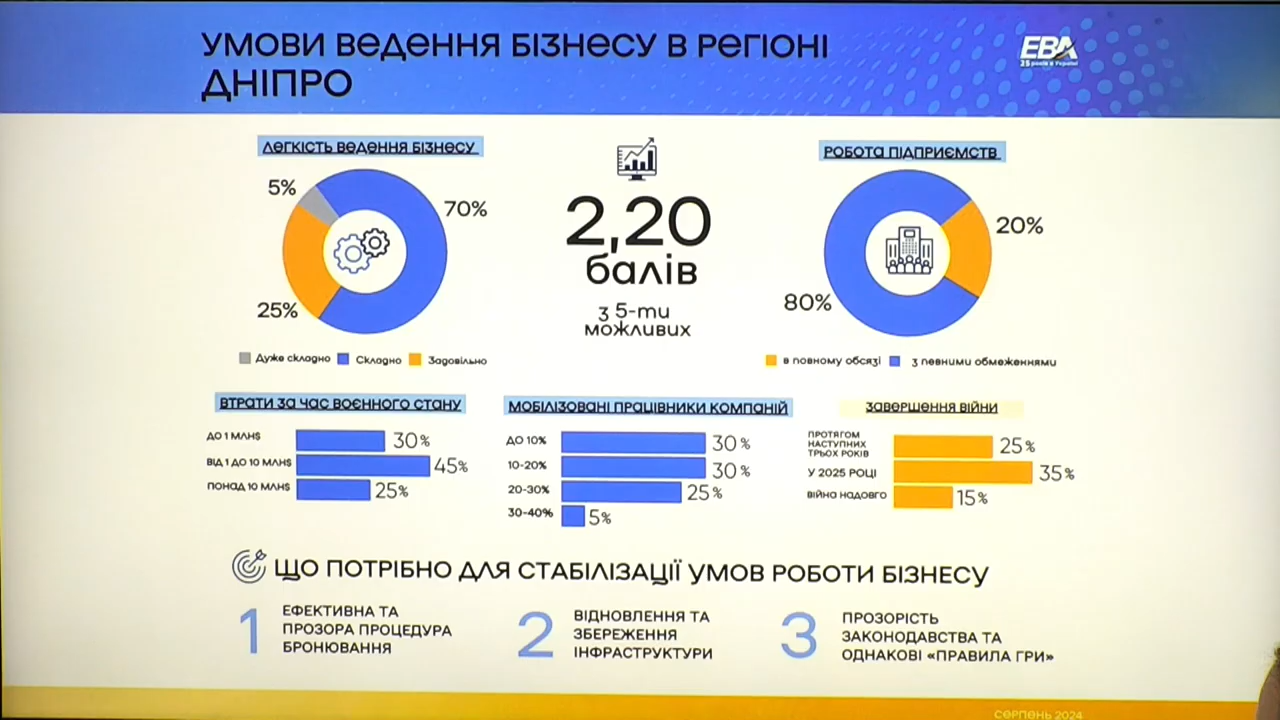 УМОВИ ВЕДЕННЯ БІЗНЕСУ В РЕГІОНІ
ДНІПРО
EBA
25 років в Україні
ЛЕГКІСТЬ ВЕДЕННЯ БІЗНЕСУ
5%
70%
25%
Дуже складно
Складно
Задовільно
2,20
балів
з 5-ти
можливих
РОБОТА ПІДПРИЄМСТВ
20%
80%
в повному обсязі
з певними обмеженнями
ВТРАТИ ЗА ЧАС ВОЄННОГО СТАНУ
ДО 1 МЛН$ 30%
ВІД 1 ДО 10 МЛН$ 45%
ПОНАД 10 МЛН$ 25%
МОБІЛІЗОВАНІ ПРАЦІВНИКИ КОМПАНІЙ
ДО 10% 30%
10-20% 30%
20-30% 25%
30-40% 5%
ЗАВЕРШЕННЯ ВІЙНИ
ПРОТЯГОМ
НАСТУПНИХ
ТРЬОХ РОКІВ
25%
У 2025 РОЦІ 35%
ВІЙНА НАДОВГО 15%
ЩО ПОТРІБНО ДЛЯ СТАБІЛІЗАЦІЇ УМОВ РОБОТИ БІЗНЕСУ
1
ЕФЕКТИВНА ТА
ПРОЗОРА ПРОЦЕДУРА
БРОНЮВАННЯ
2
ВІДНОВЛЕННЯ ТА
ЗБЕРЕЖЕННЯ
ІНФРАСТРУКТУРИ
3
ПРОЗОРІСТЬ
ЗАКОНОДАВСТВА ТА
ОДНАКОВІ «ПРАВИЛА ГРИ»
СЕРПЕНЬ 2024